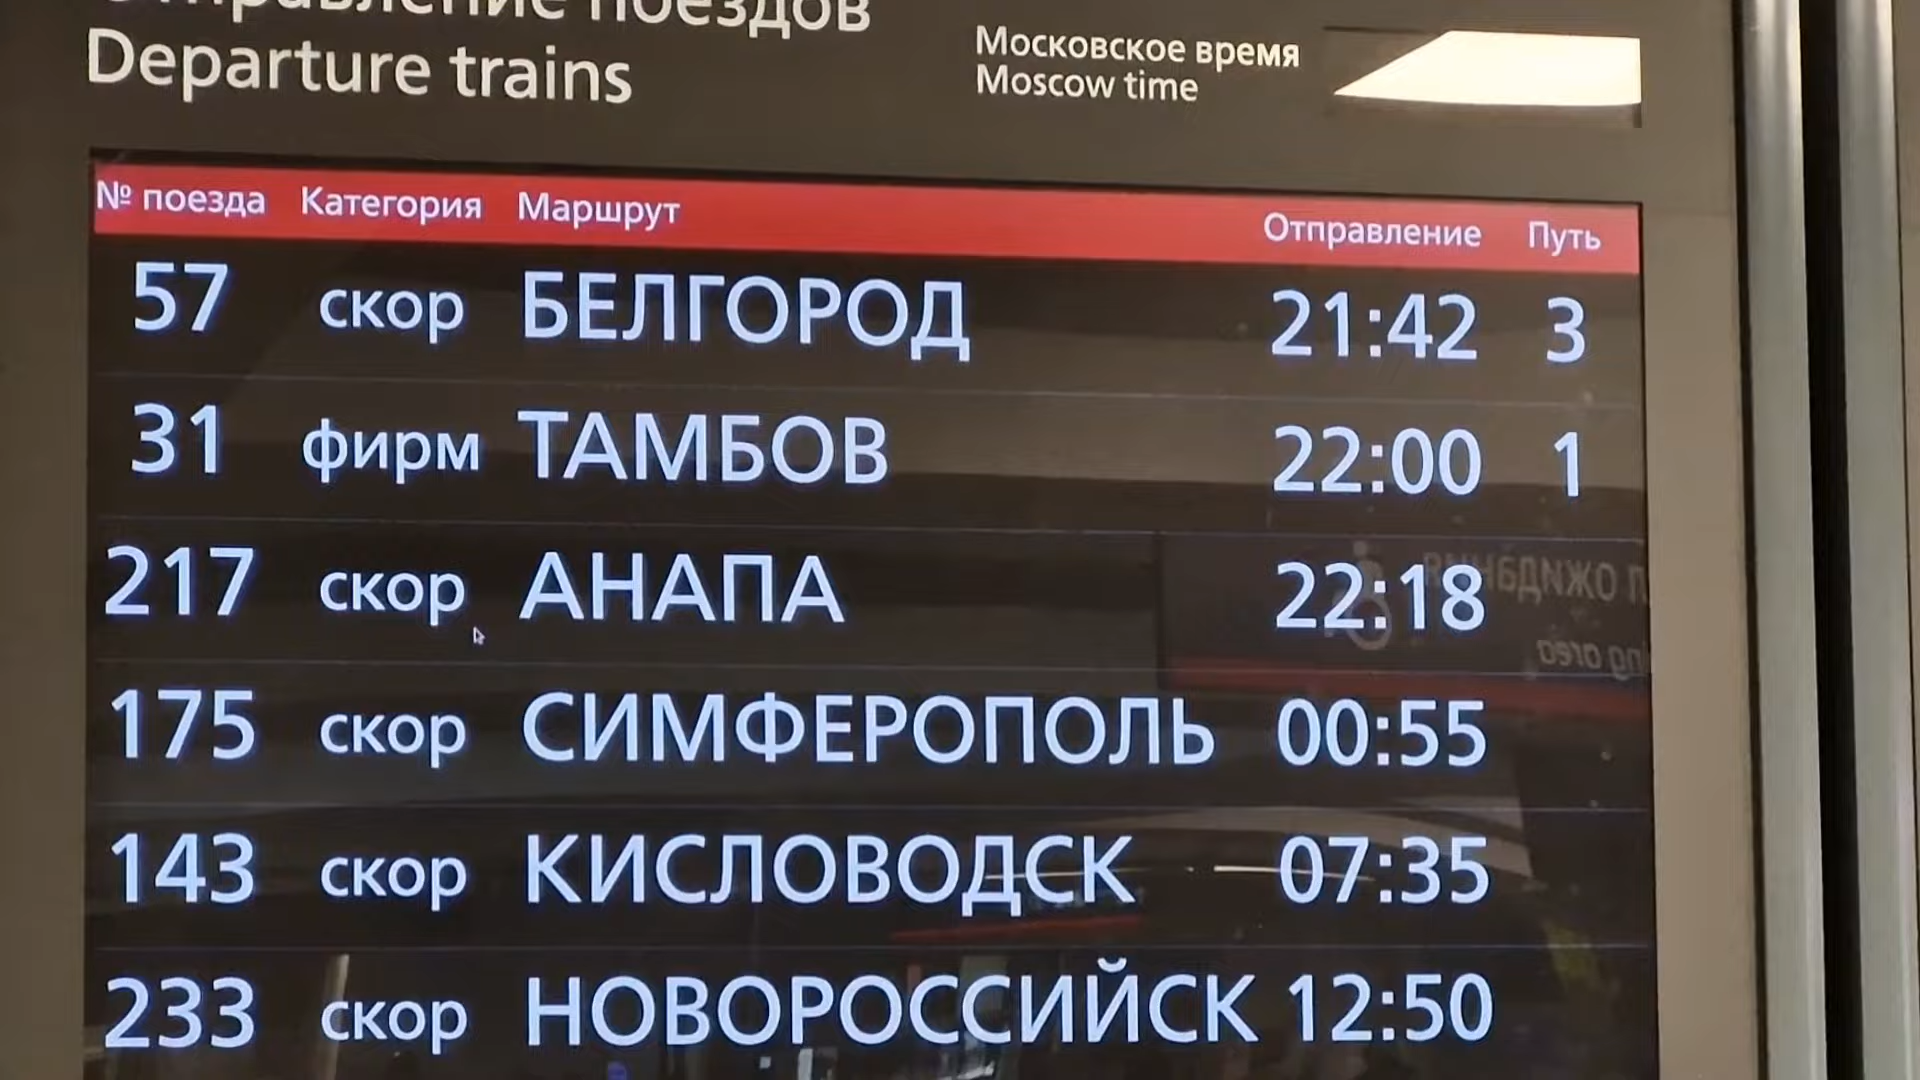 Отправление поездов
Departure trains
Московское время
Moscow time
№ поезда Категория Маршрут Отправление Путь
57 скор БЕЛГОРОД 21:42 3
31 фирм ТАМБОВ 22:00 1
217 скор АНАПА 22:18
175 скор СИМФЕРОПОЛЬ 00:55
143 скор КИСЛОВОДСК 07:35
233 скор НОВОРОССИЙСК 12:50